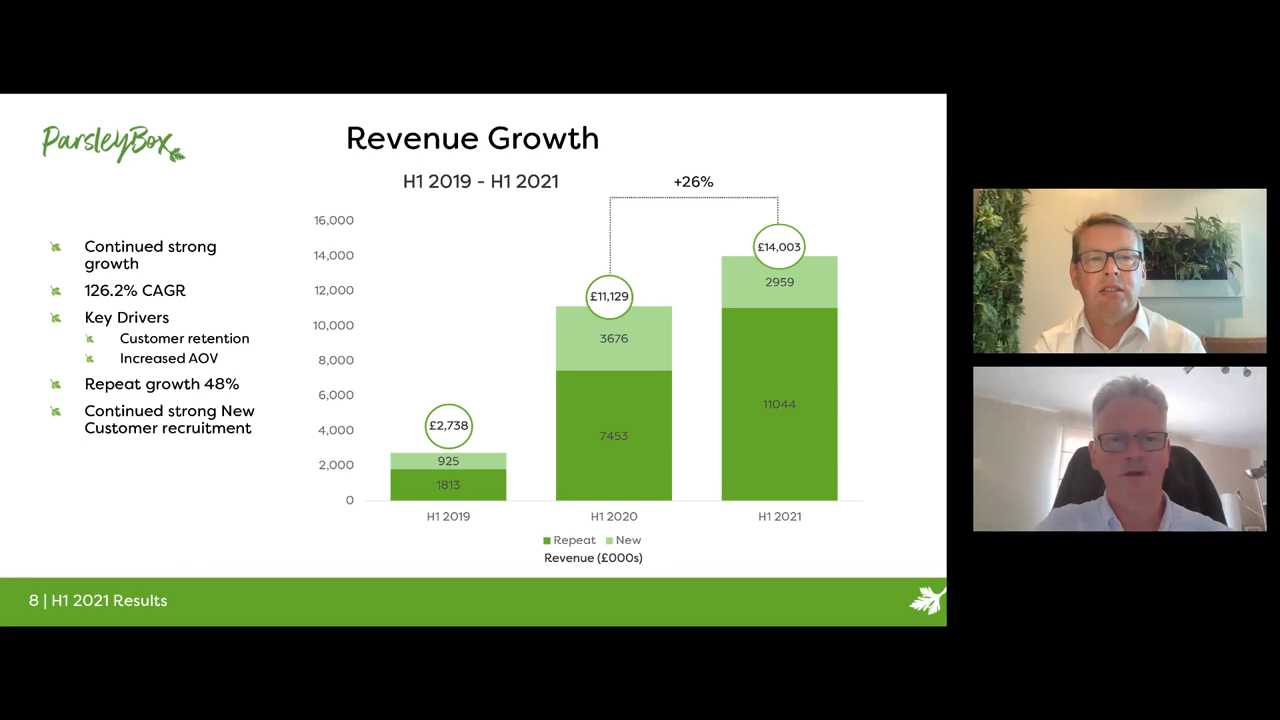 ParsleyBox
Revenue Growth
H1 2019 - H1 2021
Continued strong
growth
126.2% CAGR
Key Drivers
Customer retention
Increased AOV
Repeat growth 48%
Continued strong New
Customer recruitment
+26%
16,000
14,000
12,000
10,000
8,000
6,000
4,000
2,000
0
£2,738
925
1813
£11,129
3676
7453
£14,003
2959
11044
H1 2019
H1 2020
H1 2021
Repeat New
Revenue (£000s)
8 | H1 2021 Results